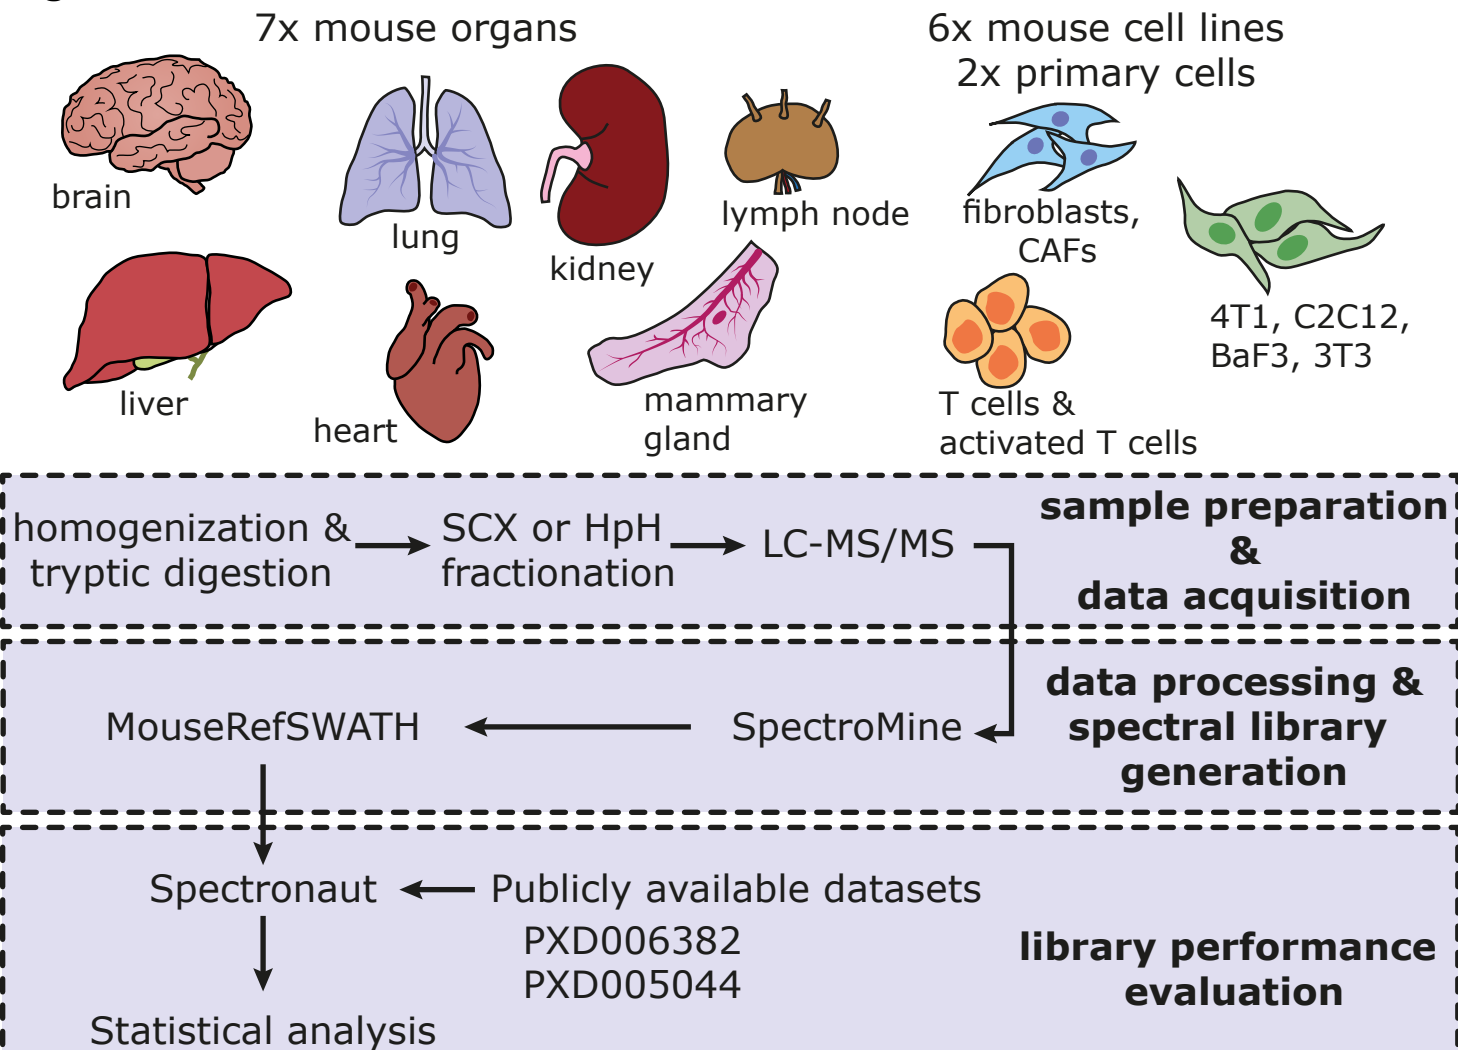 7x mouse organs
6x mouse cell lines
2x primary cells
brain
lung
kidney
lymph node
fibroblasts,
CAFs
liver
heart
mammary
gland
T cells &
activated T cells
4T1, C2C12,
BaF3, 3T3
homogenization &
tryptic digestion
SCX or HpH
fractionation
LC-MS/MS
sample preparation
&
data acquisition
MouseRefSWATH
SpectroMine
data processing &
spectral library
generation
Spectronaut
Publicly available datasets
PXD006382
PXD005044
library performance
evaluation
Statistical analysis